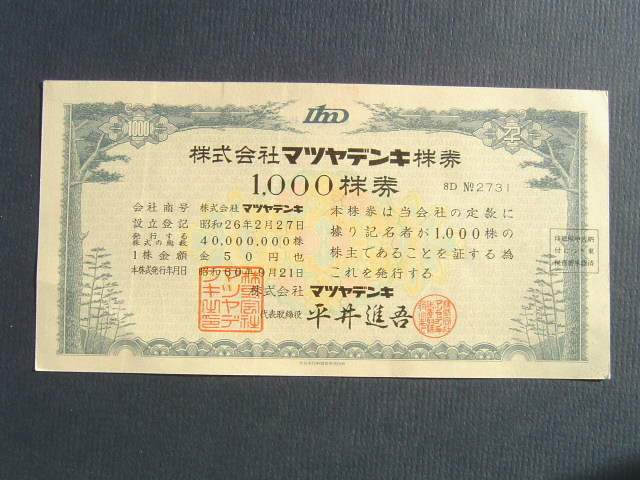 1000
株式会社マツヤデンキ株券
1,000株券
8D №2731
会社商号 株式会社マツヤデンキ
設立登記 昭和26年2月27日
発行する株式の総数 40,000,000株
1株金額 金50円也
本株式発行年月日 昭和60年9月21日
本株券は当会社の定款に
據り記名者が1,000株の
株主であることを証する為
これを発行する
株式会社マツヤデンキ
代表取締役 平井進吾